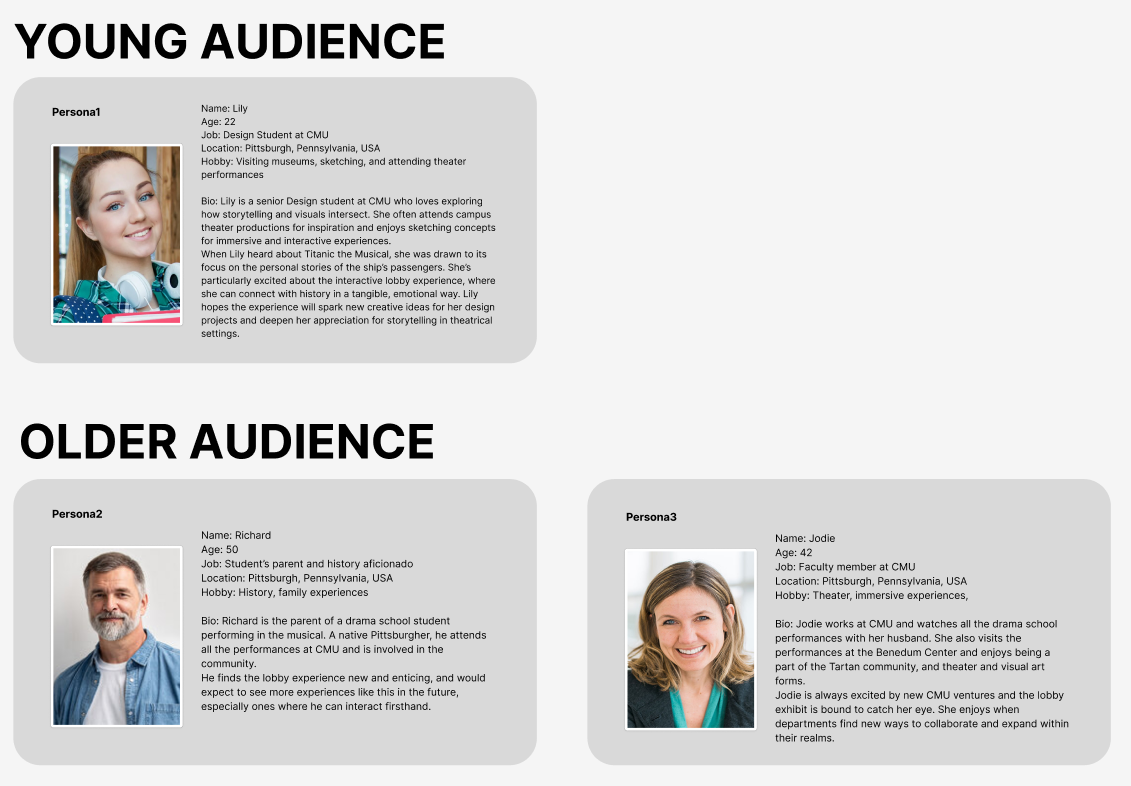 YOUNG AUDIENCE
Persona1
Name: Lily
Age: 22
Job: Design Student at CMU
Location: Pittsburgh, Pennsylvania, USA
Hobby: Visiting museums, sketching, and attending theater
performances
Bio: Lily is a senior Design student at CMU who loves exploring
how storytelling and visuals intersect. She often attends campus
theater productions for inspiration and enjoys sketching concepts
for immersive and interactive experiences.
When Lily heard about Titanic the Musical, she was drawn to its
focus on the personal stories of the ship's passengers. She's
particularly excited about the interactive lobby experience, where
she can connect with history in a tangible, emotional way. Lily
hopes the experience will spark new creative ideas for her design
projects and deepen her appreciation for storytelling in theatrical
settings.
OLDER AUDIENCE
Persona2
Name: Richard
Age: 50
Job: Student's parent and history aficionado
Location: Pittsburgh, Pennsylvania, USA
Hobby: History, family experiences
Bio: Richard is the parent of a drama school student
performing in the musical. A native Pittsburgher, he attends
all the performances at CMU and is involved in the
community.
He finds the lobby experience new and enticing, and would
expect to see more experiences like this in the future,
especially ones where he can interact firsthand.
Persona3
Name: Jodie
Age: 42
Job: Faculty member at CMU
Location: Pittsburgh, Pennsylvania, USA
Hobby: Theater, immersive experiences,
Bio: Jodie works at CMU and watches all the drama school
performances with her husband. She also visits the
performances at the Benedum Center and enjoys being a
part of the Tartan community, and theater and visual art
forms.
Jodie is always excited by new CMU ventures and the lobby
exhibit is bound to catch her eye. She enjoys when
departments find new ways to collaborate and expand within
their realms.